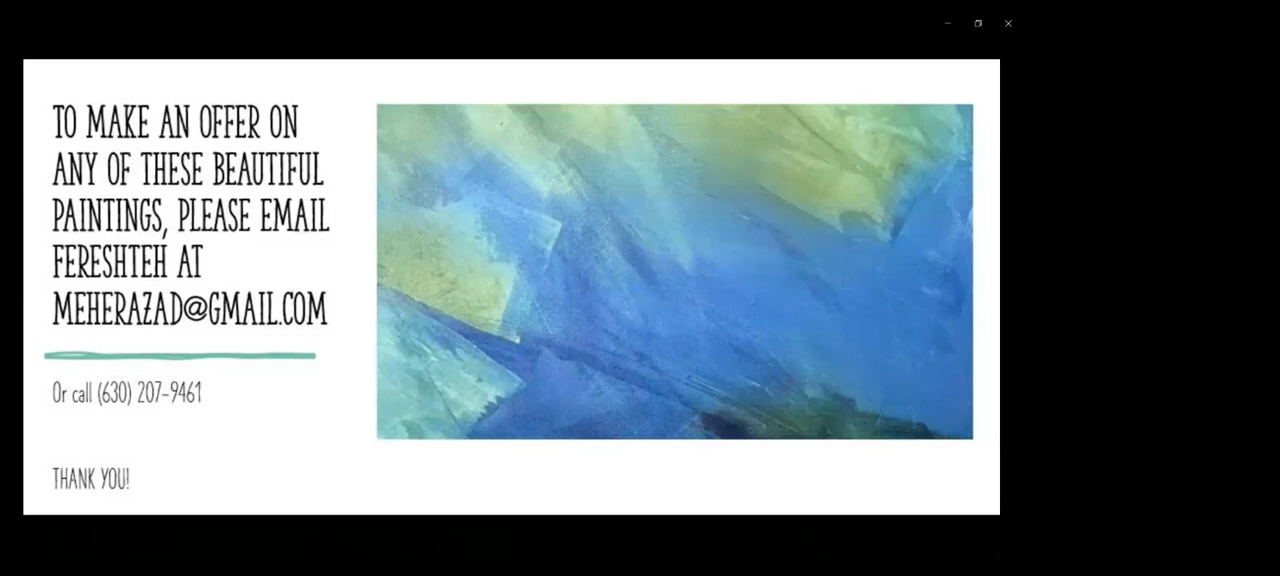 TO MAKE AN OFFER ON
ANY OF THESE BEAUTIFUL
PAINTINGS, PLEASE EMAIL
FERESHTEH AT
MEHERAZAD@GMAIL.COM
Or call (630) 207-9461
THANK YOU!